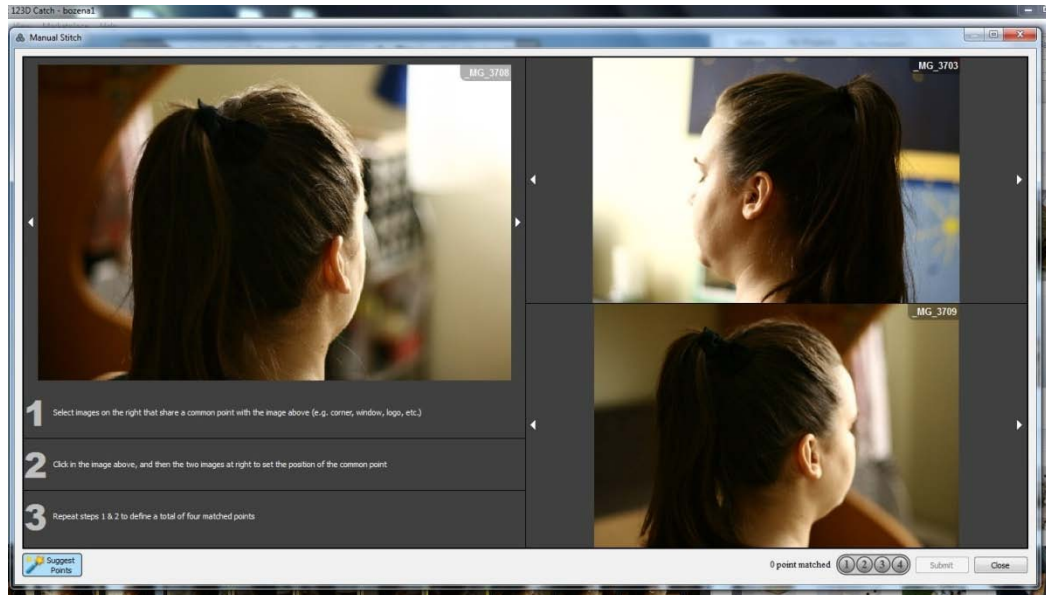 123D Catch - bozena1
Manual Stitch
_MG_3708
_MG_3703
_MG_3709
1 Select images on the right that share a common point with the image above (e.g. corner, window, logo, etc.)
2 Click in the image above, and then the two images at right to set the position of the common point
3 Repeat steps 1 & 2 to define a total of four matched points
Suggest
Points
0 point matched 1 2 3 4 Submit Close